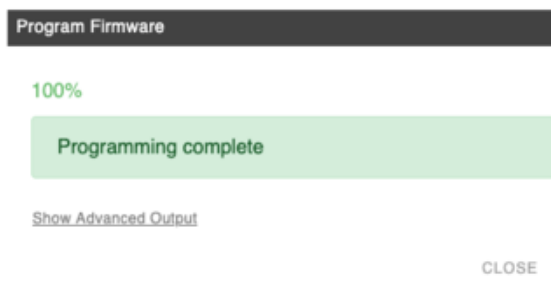 Program Firmware
100%
Programming complete
Show Advanced Output
CLOSE